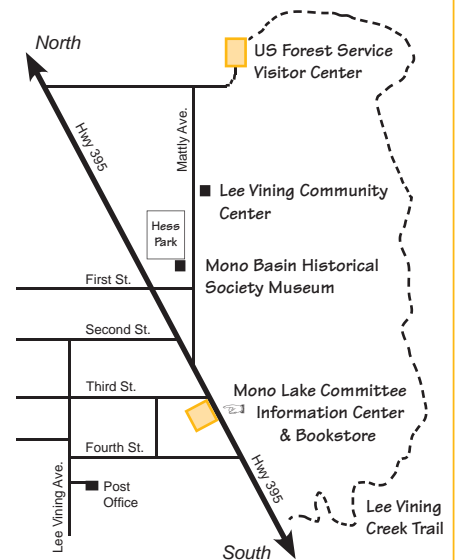 North
US Forest Service
Visitor Center
Hwy 395
Mattly Ave.
Lee Vining Community
Center
Hess
Park
Mono Basin Historical
Society Museum
First St.
Second St.
Third St.
Mono Lake Committee
Information Center
& Bookstore
Fourth St.
Lee Vining Ave.
Post
Office
Hwy 395
Lee Vining
Creek Trail
South